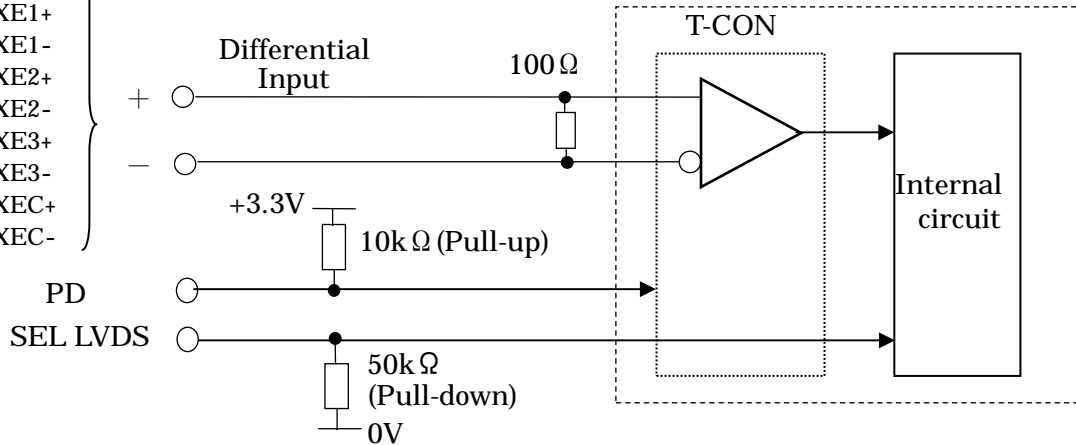 XE1+
XE1-
XE2+
XE2-
XE3+
XE3-
XEC+
XEC-
Differential
Input
+
−
100Ω
T-CON
Internal
circuit
+3.3V
10kΩ(Pull-up)
PD
SEL LVDS
50kΩ
(Pull-down)
0V